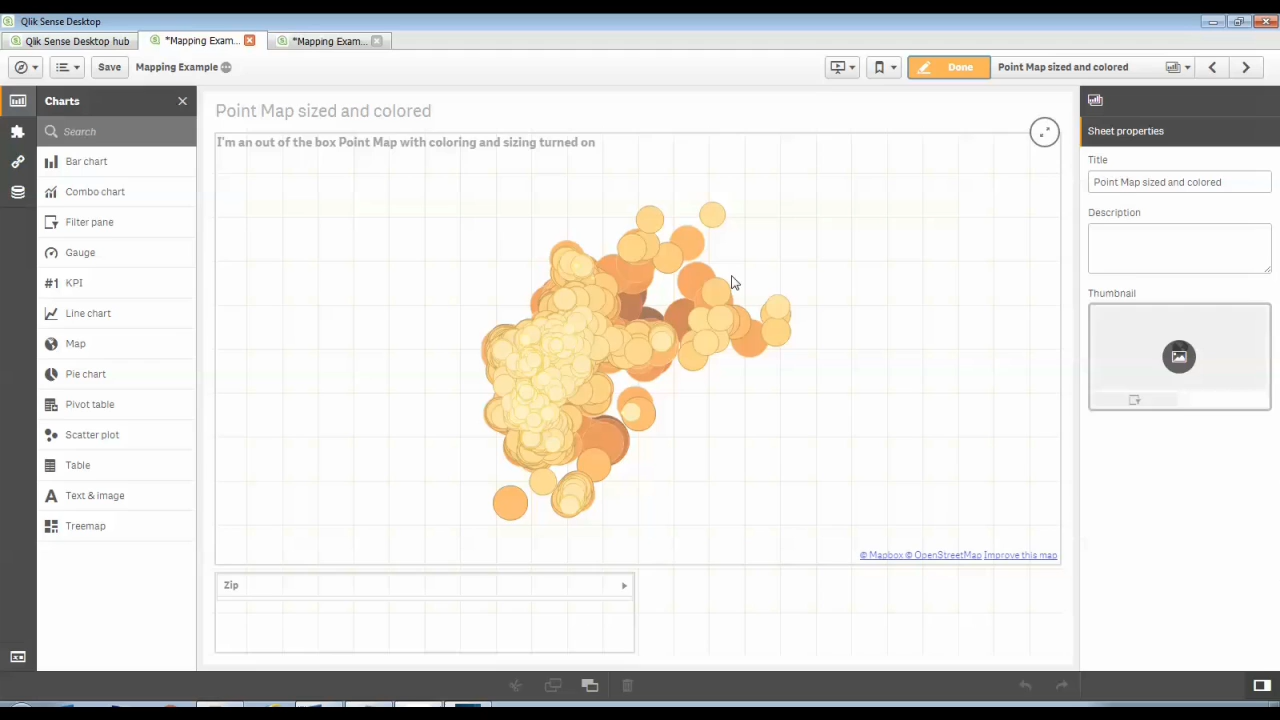 Qlik Sense Desktop
Qlik Sense Desktop hub
*Mapping Exam...
*Mapping Exam...
Save
Mapping Example
Done
Point Map sized and colored
Charts
Search
Bar chart
Combo chart
Filter pane
Gauge
#1 KPI
Line chart
Map
Pie chart
Pivot table
Scatter plot
Table
A Text & image
Treemap
Point Map sized and colored
I'm an out of the box Point Map with coloring and sizing turned on
© Mapbox © OpenStreetMap Improve this map
Zip
Sheet properties
Title
Point Map sized and colored
Description
Thumbnail